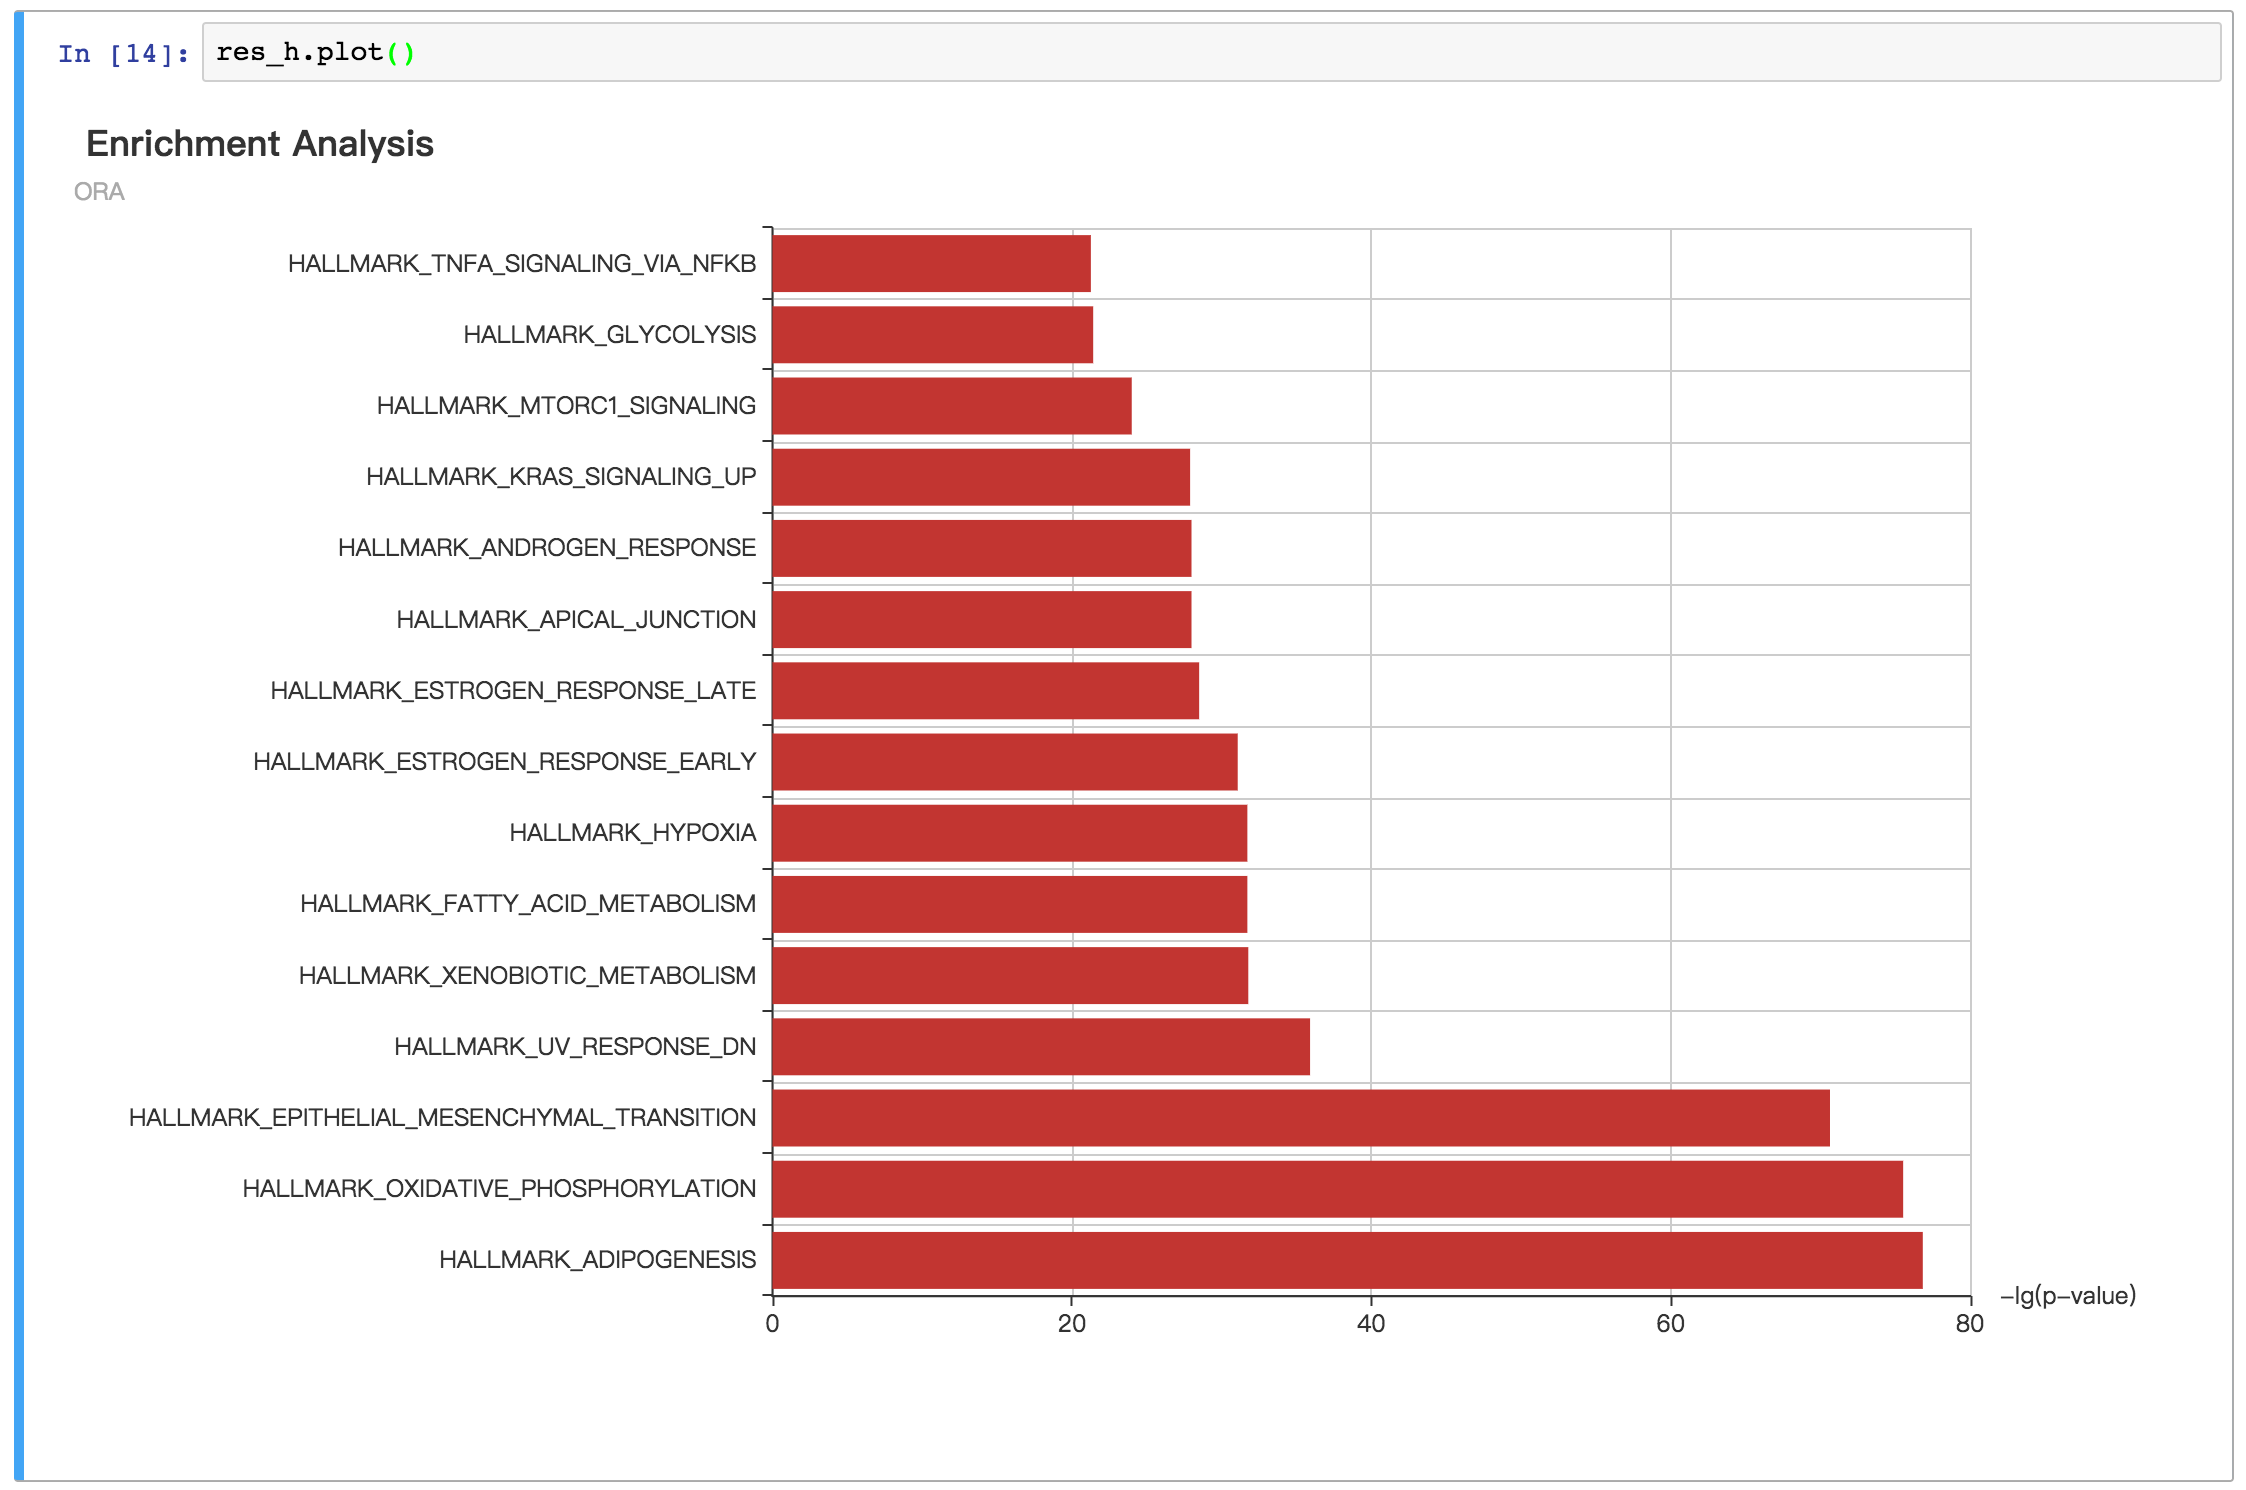 In [14]: res_h.plot()
Enrichment Analysis
ORA
HALLMARK_TNFA_SIGNALING_VIA_NFKB
HALLMARK_GLYCOLYSIS
HALLMARK_MTORC1_SIGNALING
HALLMARK_KRAS_SIGNALING_UP
HALLMARK_ANDROGEN_RESPONSE
HALLMARK_APICAL_JUNCTION
HALLMARK_ESTROGEN_RESPONSE_LATE
HALLMARK_ESTROGEN_RESPONSE_EARLY
HALLMARK_HYPOXIA
HALLMARK_FATTY_ACID_METABOLISM
HALLMARK_XENOBIOTIC_METABOLISM
HALLMARK_UV_RESPONSE_DN
HALLMARK_EPITHELIAL_MESENCHYMAL_TRANSITION
HALLMARK_OXIDATIVE_PHOSPHORYLATION
HALLMARK_ADIPOGENESIS
-lg(p-value)
0 20 40 60 80